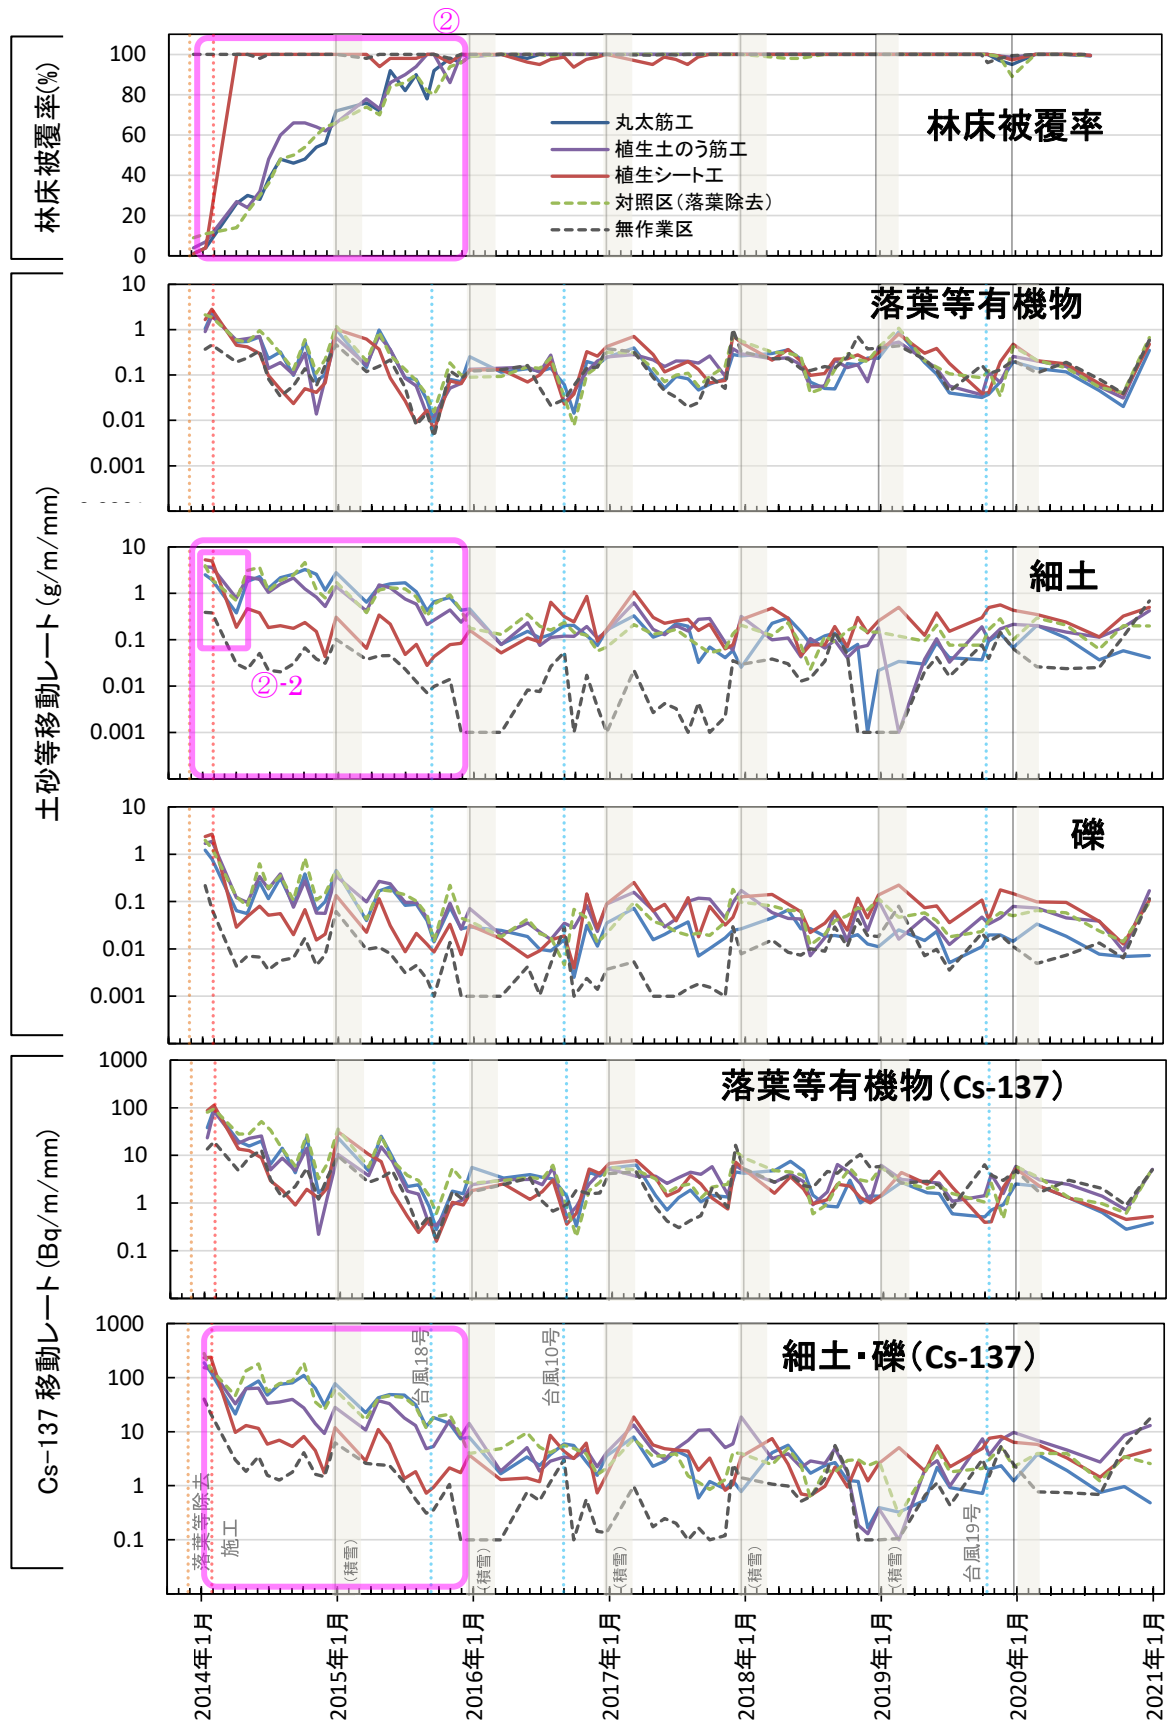 ②
林床被覆率(%)
100
80
60
40
20
0
林床被覆率
丸太筋工
植生土のう筋工
植生シート工
対照区（落葉除去）
無作業区
土砂等移動レート（g/m/mm）
10
1
0.1
0.01
0.001
落葉等有機物
10
1
0.1
0.01
0.001
細土
②-2
10
1
0.1
0.01
0.001
礫
Cs-137 移動レート（Bq/m/mm）
1000
100
10
1
0.1
落葉等有機物（Cs-137）
1000
100
10
1
0.1
細土・礫（Cs-137）
落葉等除去
施工
台風18号
台風10号
台風19号
（積雪）
（積雪）
（積雪）
（積雪）
（積雪）
（積雪）
2014年1月
2015年1月
2016年1月
2017年1月
2018年1月
2019年1月
2020年1月
2021年1月